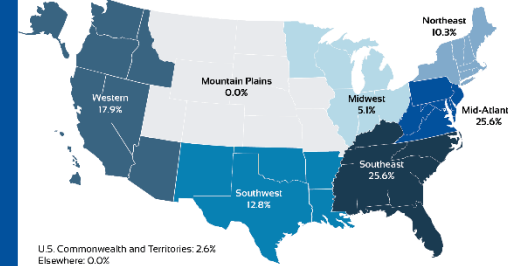 Northeast
10.3%
Mountain Plains
0.0%
Western
17.9%
Midwest
5.1%
Mid-Atlant
25.6%
Southeast
25.6%
Southwest
12.8%
U.S. Commonwealth and Territories: 2.6%
Elsewhere: 0.0%